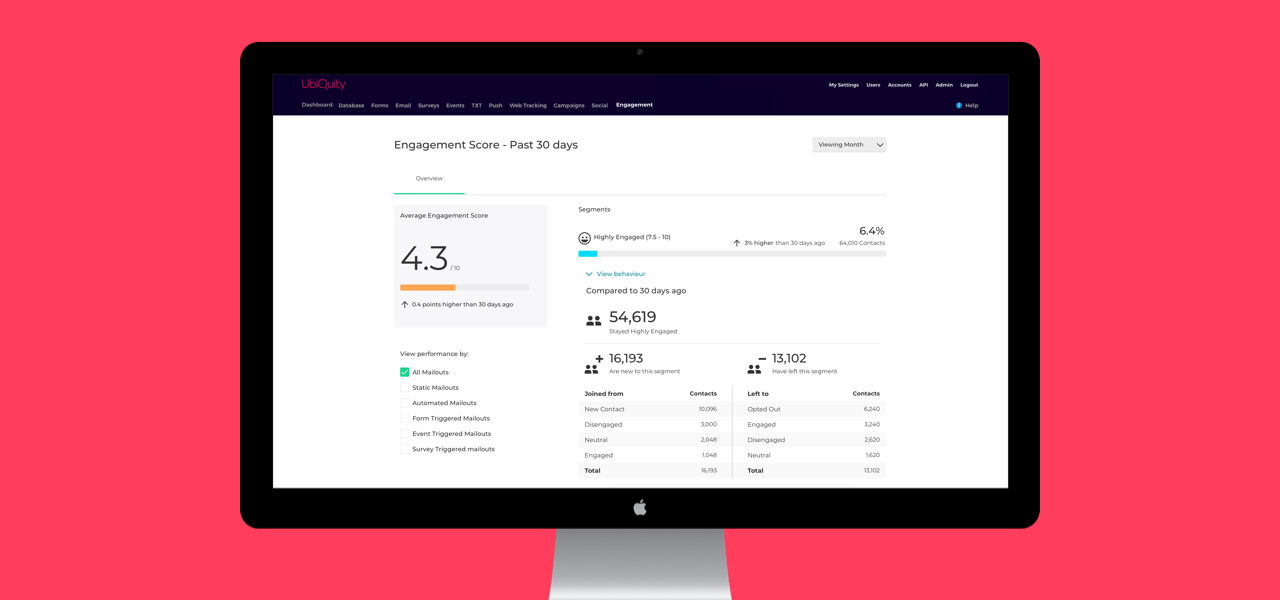 UbiQuity
My Settings Users Accounts API Admin Logout
Dashboard Database Forms Email Surveys Events TXT Push Web Tracking Campaigns Social Engagement
Help
Engagement Score - Past 30 days
Viewing Month
Overview
Average Engagement Score
4.3 / 10
0.4 points higher than 30 days ago
View performance by:
All Mailouts
Static Mailouts
Automated Mailouts
Form Triggered Mailouts
Event Triggered Mailouts
Survey Triggered mailouts
Segments
Highly Engaged (7.5 - 10)
3% higher than 30 days ago
6.4%
64,010 Contacts
View behaviour
Compared to 30 days ago
54,619
Stayed Highly Engaged
+ 16,193
Are new to this segment
- 13,102
Have left this segment
Joined from Contacts
New Contact 10,096
Disengaged 3,000
Neutral 2,048
Engaged 1,048
Total 16,193
Left to Contacts
Opted Out 6,240
Engaged 3,240
Disengaged 2,620
Neutral 1,620
Total 13,102